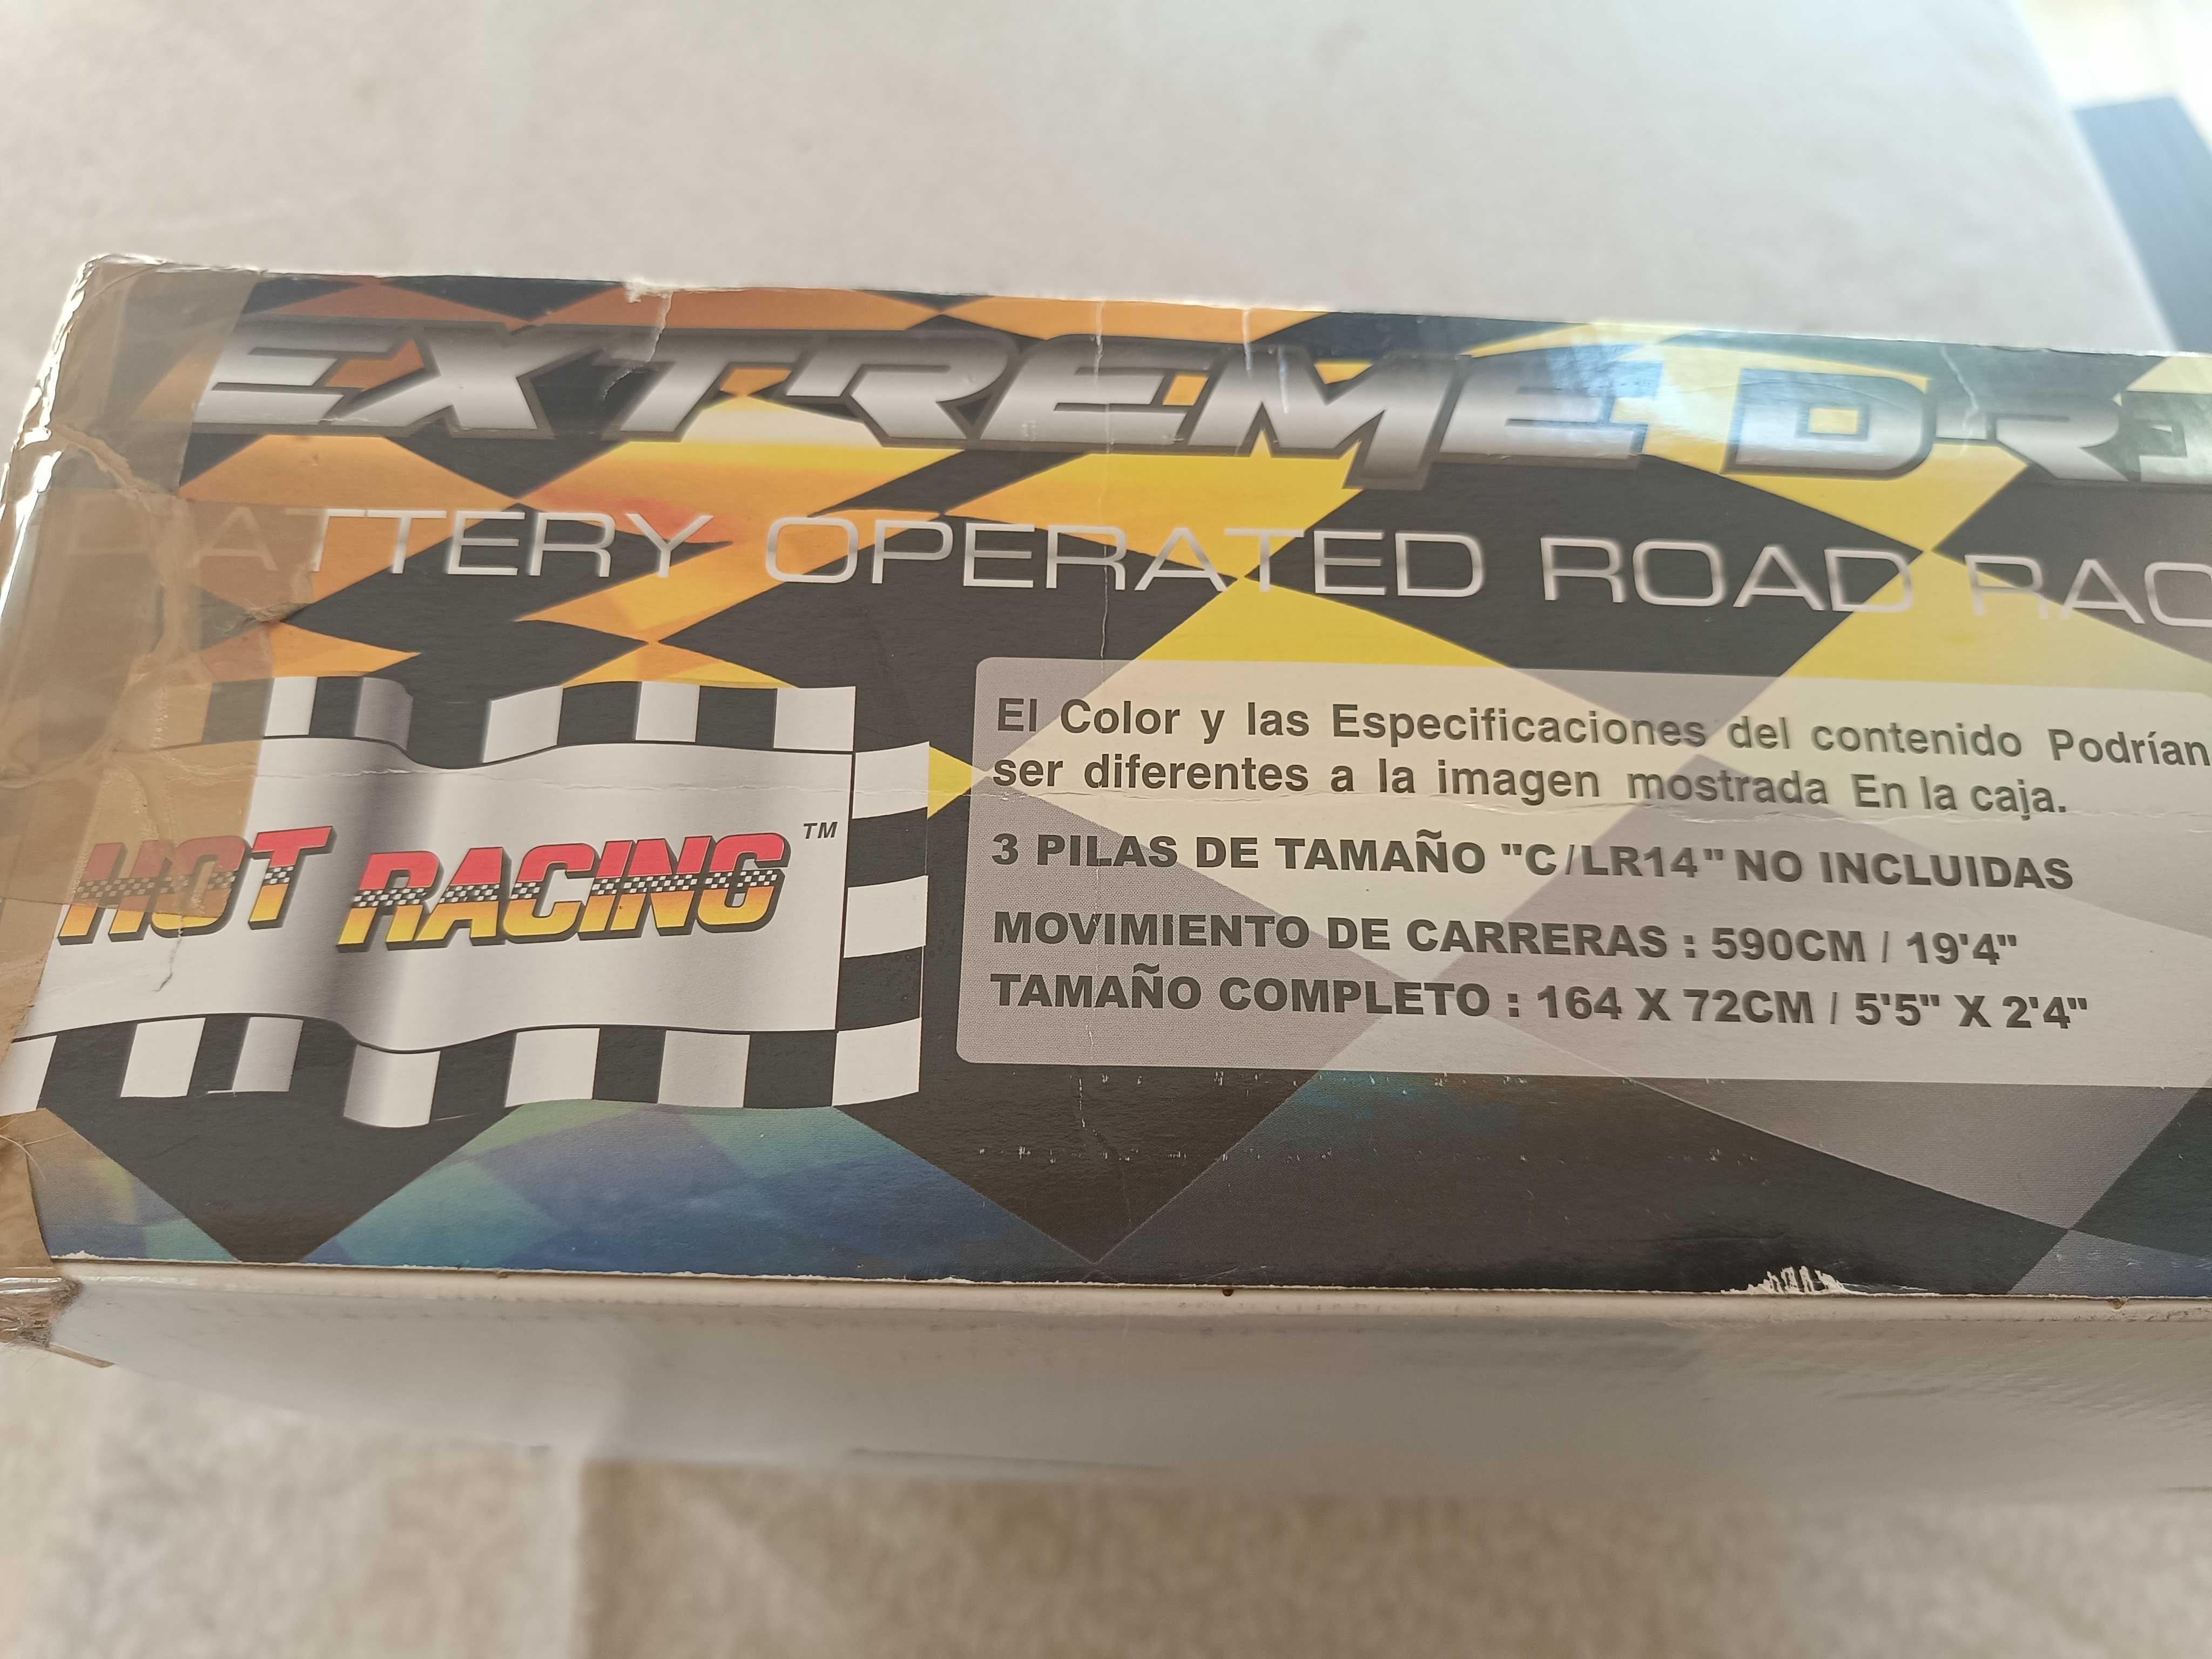 EXTREME
BATTERY OPERATED ROAD
El Color y las Especificaciones del contenido Podrían
ser diferentes a la imagen mostrada En la caja.
3 PILAS DE TAMAÑO "C/LR14" NO INCLUIDAS
MOVIMIENTO DE CARRERAS : 590CM / 19'4"
TAMAÑO COMPLETO : 164 X 72CM / 5'5" X 2'4"
HOT RACING TM